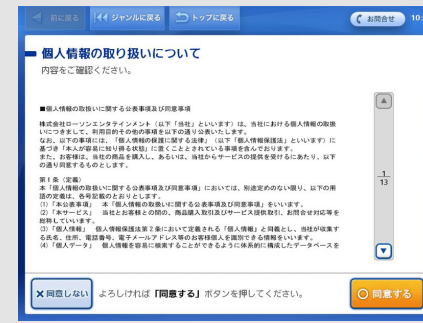 前に戻る
ジャンルに戻る
トップに戻る
お問合せ
10:
個人情報の取り扱いについて
内容をご確認ください。
■個人情報の取扱いに関する公表事項及び同意事項
株式会社ローソンエンタテインメント（以下「当社」といいます）は、当社における個人情報の取扱
いにつきまして、利用目的その他の事項を以下の通り公表いたします。
なお、以下の事項には、「個人情報の保護に関する法律」（以下「個人情報保護法」といいます）に
基づき「本人が容易に知り得る状態」に置くこととされている事項を含んでおります。
また、お客様は、当社の商品を購入し、あるいは、当社からサービスの提供を受けるにあたり、以下
の通り同意するものとします。
第１条（定義）
本「個人情報の取扱いに関する公表事項及び同意事項」においては、別途定めのない限り、以下の用
語の定義は、各号記載のとおりとします。
(1)「本公表事項」 本「個人情報の取扱いに関する公表事項及び同意事項」をいいます。
(2)「本サービス」 当社とお客様との間の、商品購入取引及びサービス提供取引、お問合せ対応等を
総称しています。
(3)「個人情報」 個人情報保護法第２条において定義される「個人情報」と同義とし、当社が収集す
る氏名、住所、電話番号、電子メールアドレス等のお客様個人を識別できる情報をいいます。
(4)「個人データ」 個人情報を容易に検索することができるように体系的に構成したデータベースを
1
13
×同意しない
よろしければ「同意する」ボタンを押してください。
○同意する